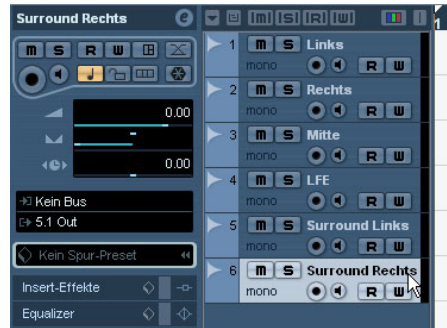 Surround Rechts e
m S R W
0.00
0.00
Kein Bus
5.1 Out
Kein Spur-Preset
Insert-Effekte
Equalizer
m S R W
1 m S Links
mono R W
2 m S Rechts
mono R W
3 m S Mitte
mono R W
4 m S LFE
mono R W
5 m S Surround Links
mono R W
6 m S Surround Rechts
mono R W
1